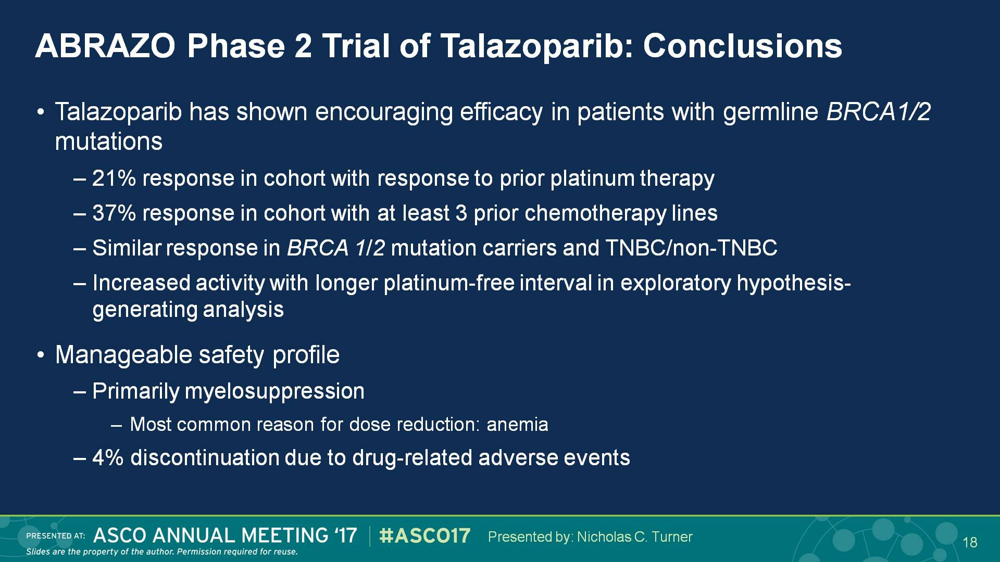 ABRAZO Phase 2 Trial of Talazoparib: Conclusions
• Talazoparib has shown encouraging efficacy in patients with germline BRCA1/2
mutations
– 21% response in cohort with response to prior platinum therapy
– 37% response in cohort with at least 3 prior chemotherapy lines
– Similar response in BRCA 1/2 mutation carriers and TNBC/non-TNBC
– Increased activity with longer platinum-free interval in exploratory hypothesis-
generating analysis
• Manageable safety profile
– Primarily myelosuppression
– Most common reason for dose reduction: anemia
– 4% discontinuation due to drug-related adverse events
PRESENTED AT: ASCO ANNUAL MEETING ‘17 | #ASCO17 Presented by: Nicholas C. Turner
Slides are the property of the author. Permission required for reuse.
18